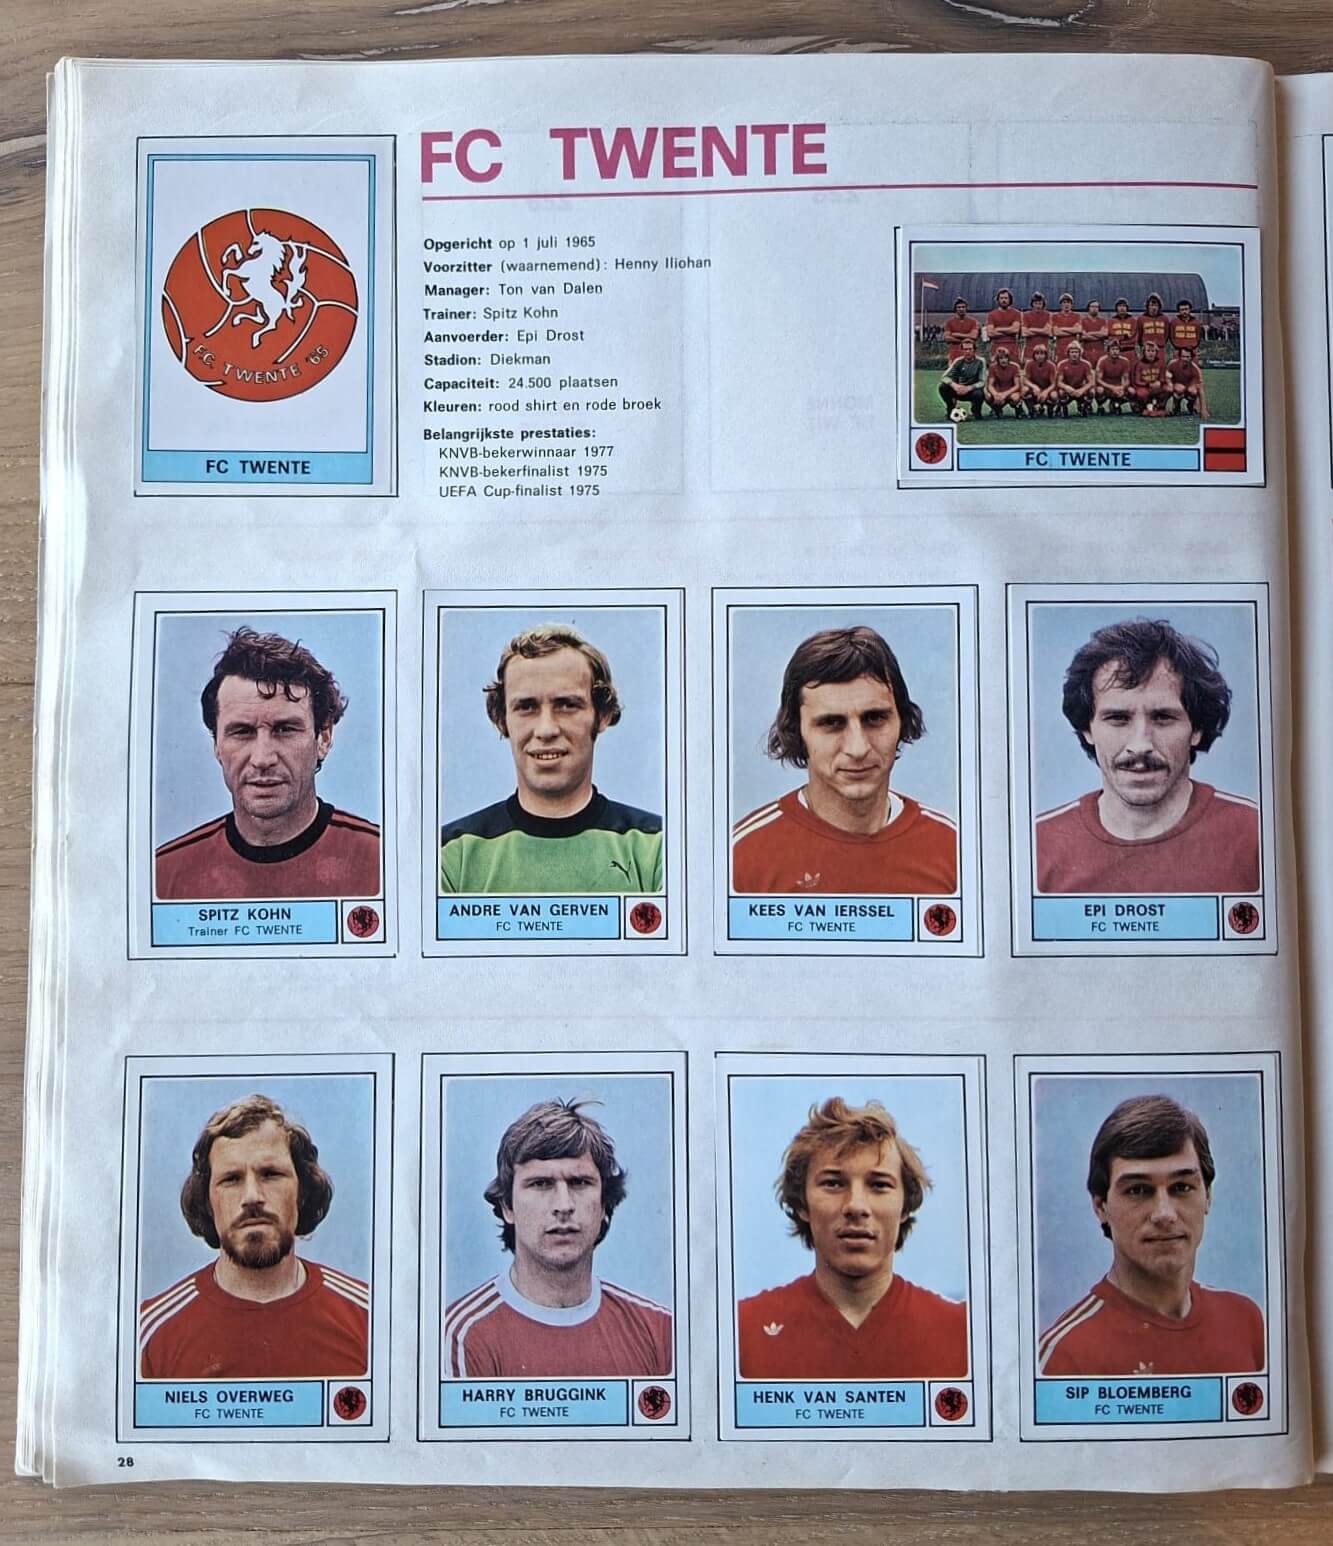 FC TWENTE
F.C. TWENTE '65
FC TWENTE
Opgericht op 1 juli 1965
Voorzitter (waarnemend): Henny Iliohan
Manager: Ton van Dalen
Trainer: Spitz Kohn
Aanvoerder: Epi Drost
Stadion: Diekman
Capaciteit: 24.500 plaatsen
Kleuren: rood shirt en rode broek
Belangrijkste prestaties:
KNVB-bekerwinnaar 1977
KNVB-bekerfinalist 1975
UEFA Cup-finalist 1975
FC TWENTE
SPITZ KOHN
Trainer FC TWENTE
ANDRE VAN GERVEN
FC TWENTE
KEES VAN IERSSEL
FC TWENTE
EPI DROST
FC TWENTE
NIELS OVERWEG
FC TWENTE
HARRY BRUGGINK
FC TWENTE
HENK VAN SANTEN
FC TWENTE
SIP BLOEMBERG
FC TWENTE
28